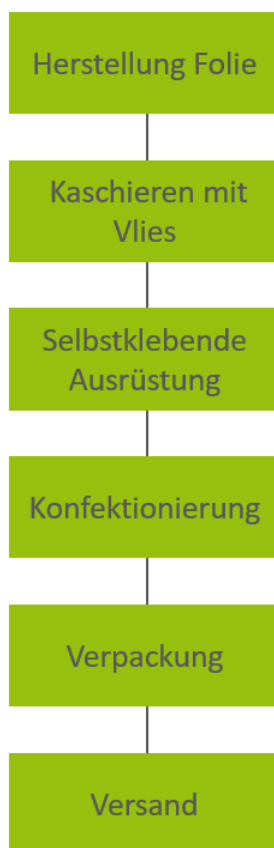 Herstellung Folie
Kaschieren mit
Vlies
Selbstklebende
Ausrüstung
Konfektionierung
Verpackung
Versand